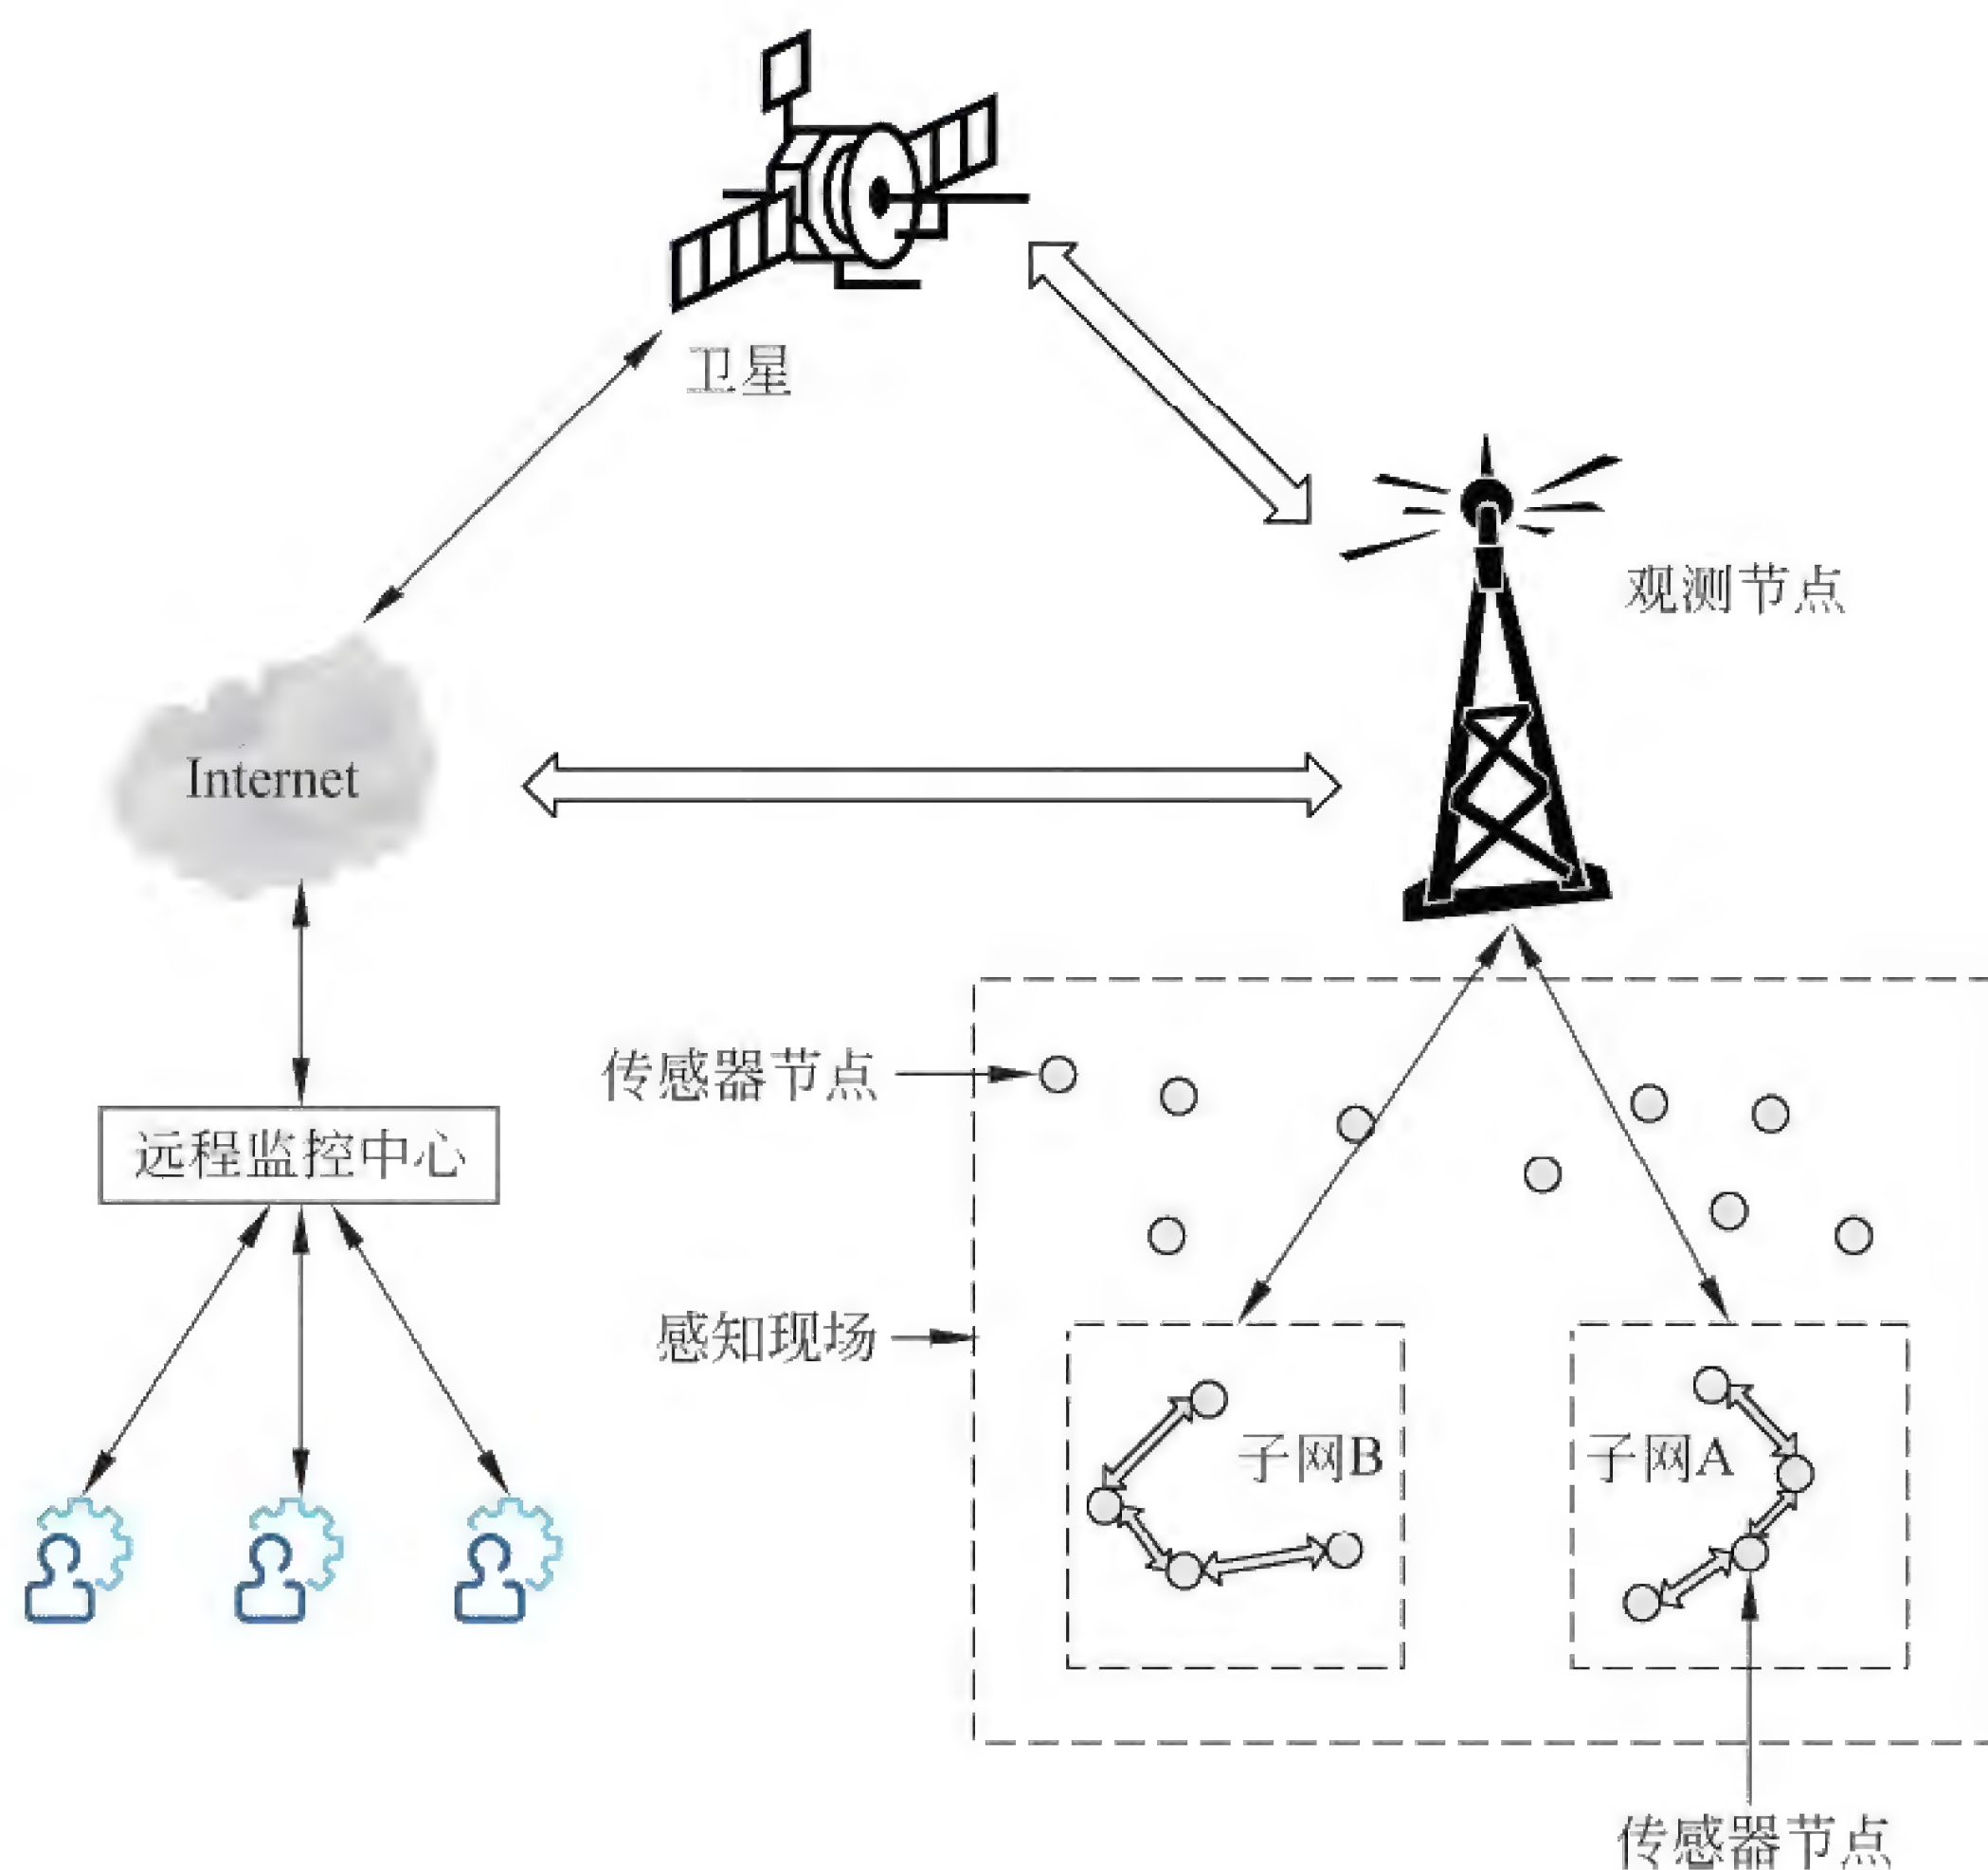 卫星
观测节点
Internet
传感器节点
远程监控中心
感知现场
子网B
子网A
传感器节点